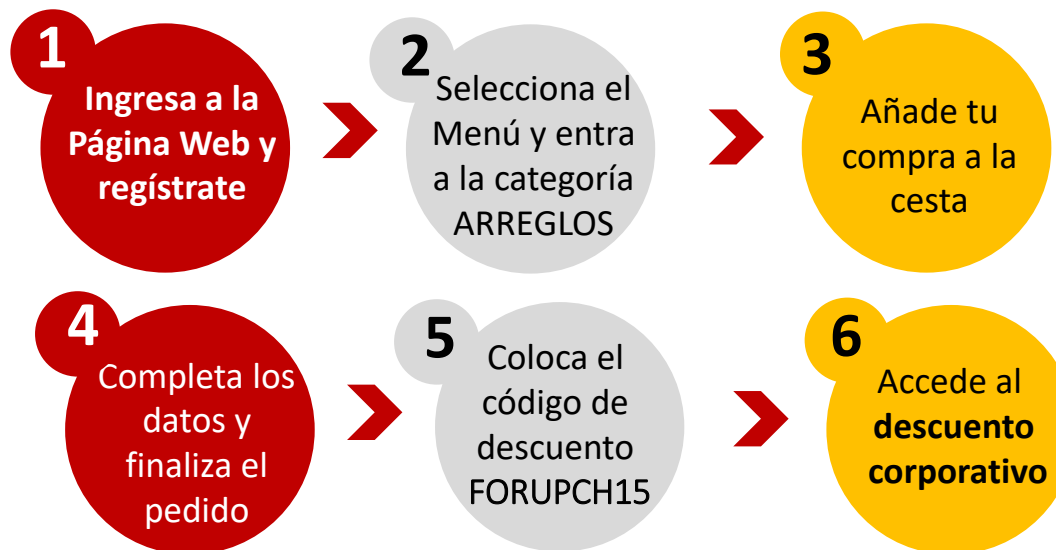 1
Ingresa a la
Página Web y
regístrate
2
Selecciona el
Menú y entra
a la categoría
ARREGLOS
3
Añade tu
compra a la
cesta
4
Completa los
datos y
finaliza el
pedido
5
Coloca el
código de
descuento
FORUPCH15
6
Accede al
descuento
corporativo